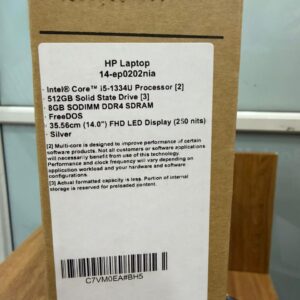 HP Laptop
14-ep0202nia
· Intel® Core™ i5-1334U Processor [2]
· 512GB Solid State Drive [3]
· 8GB SODIMM DDR4 SDRAM
· FreeDOS
· 35.56cm (14.0") FHD LED Display (250 nits)
· Silver
[2] Multi-core is designed to improve performance of certain
software products. Not all customers or software applications
will necessarily benefit from use of this technology.
Performance and clock frequency will vary depending on
application workload and your hardware and software
configurations.
[3] Actual formatted capacity is less. Portion of internal
storage is reserved for preloaded content.
C7VM0EA#BH5